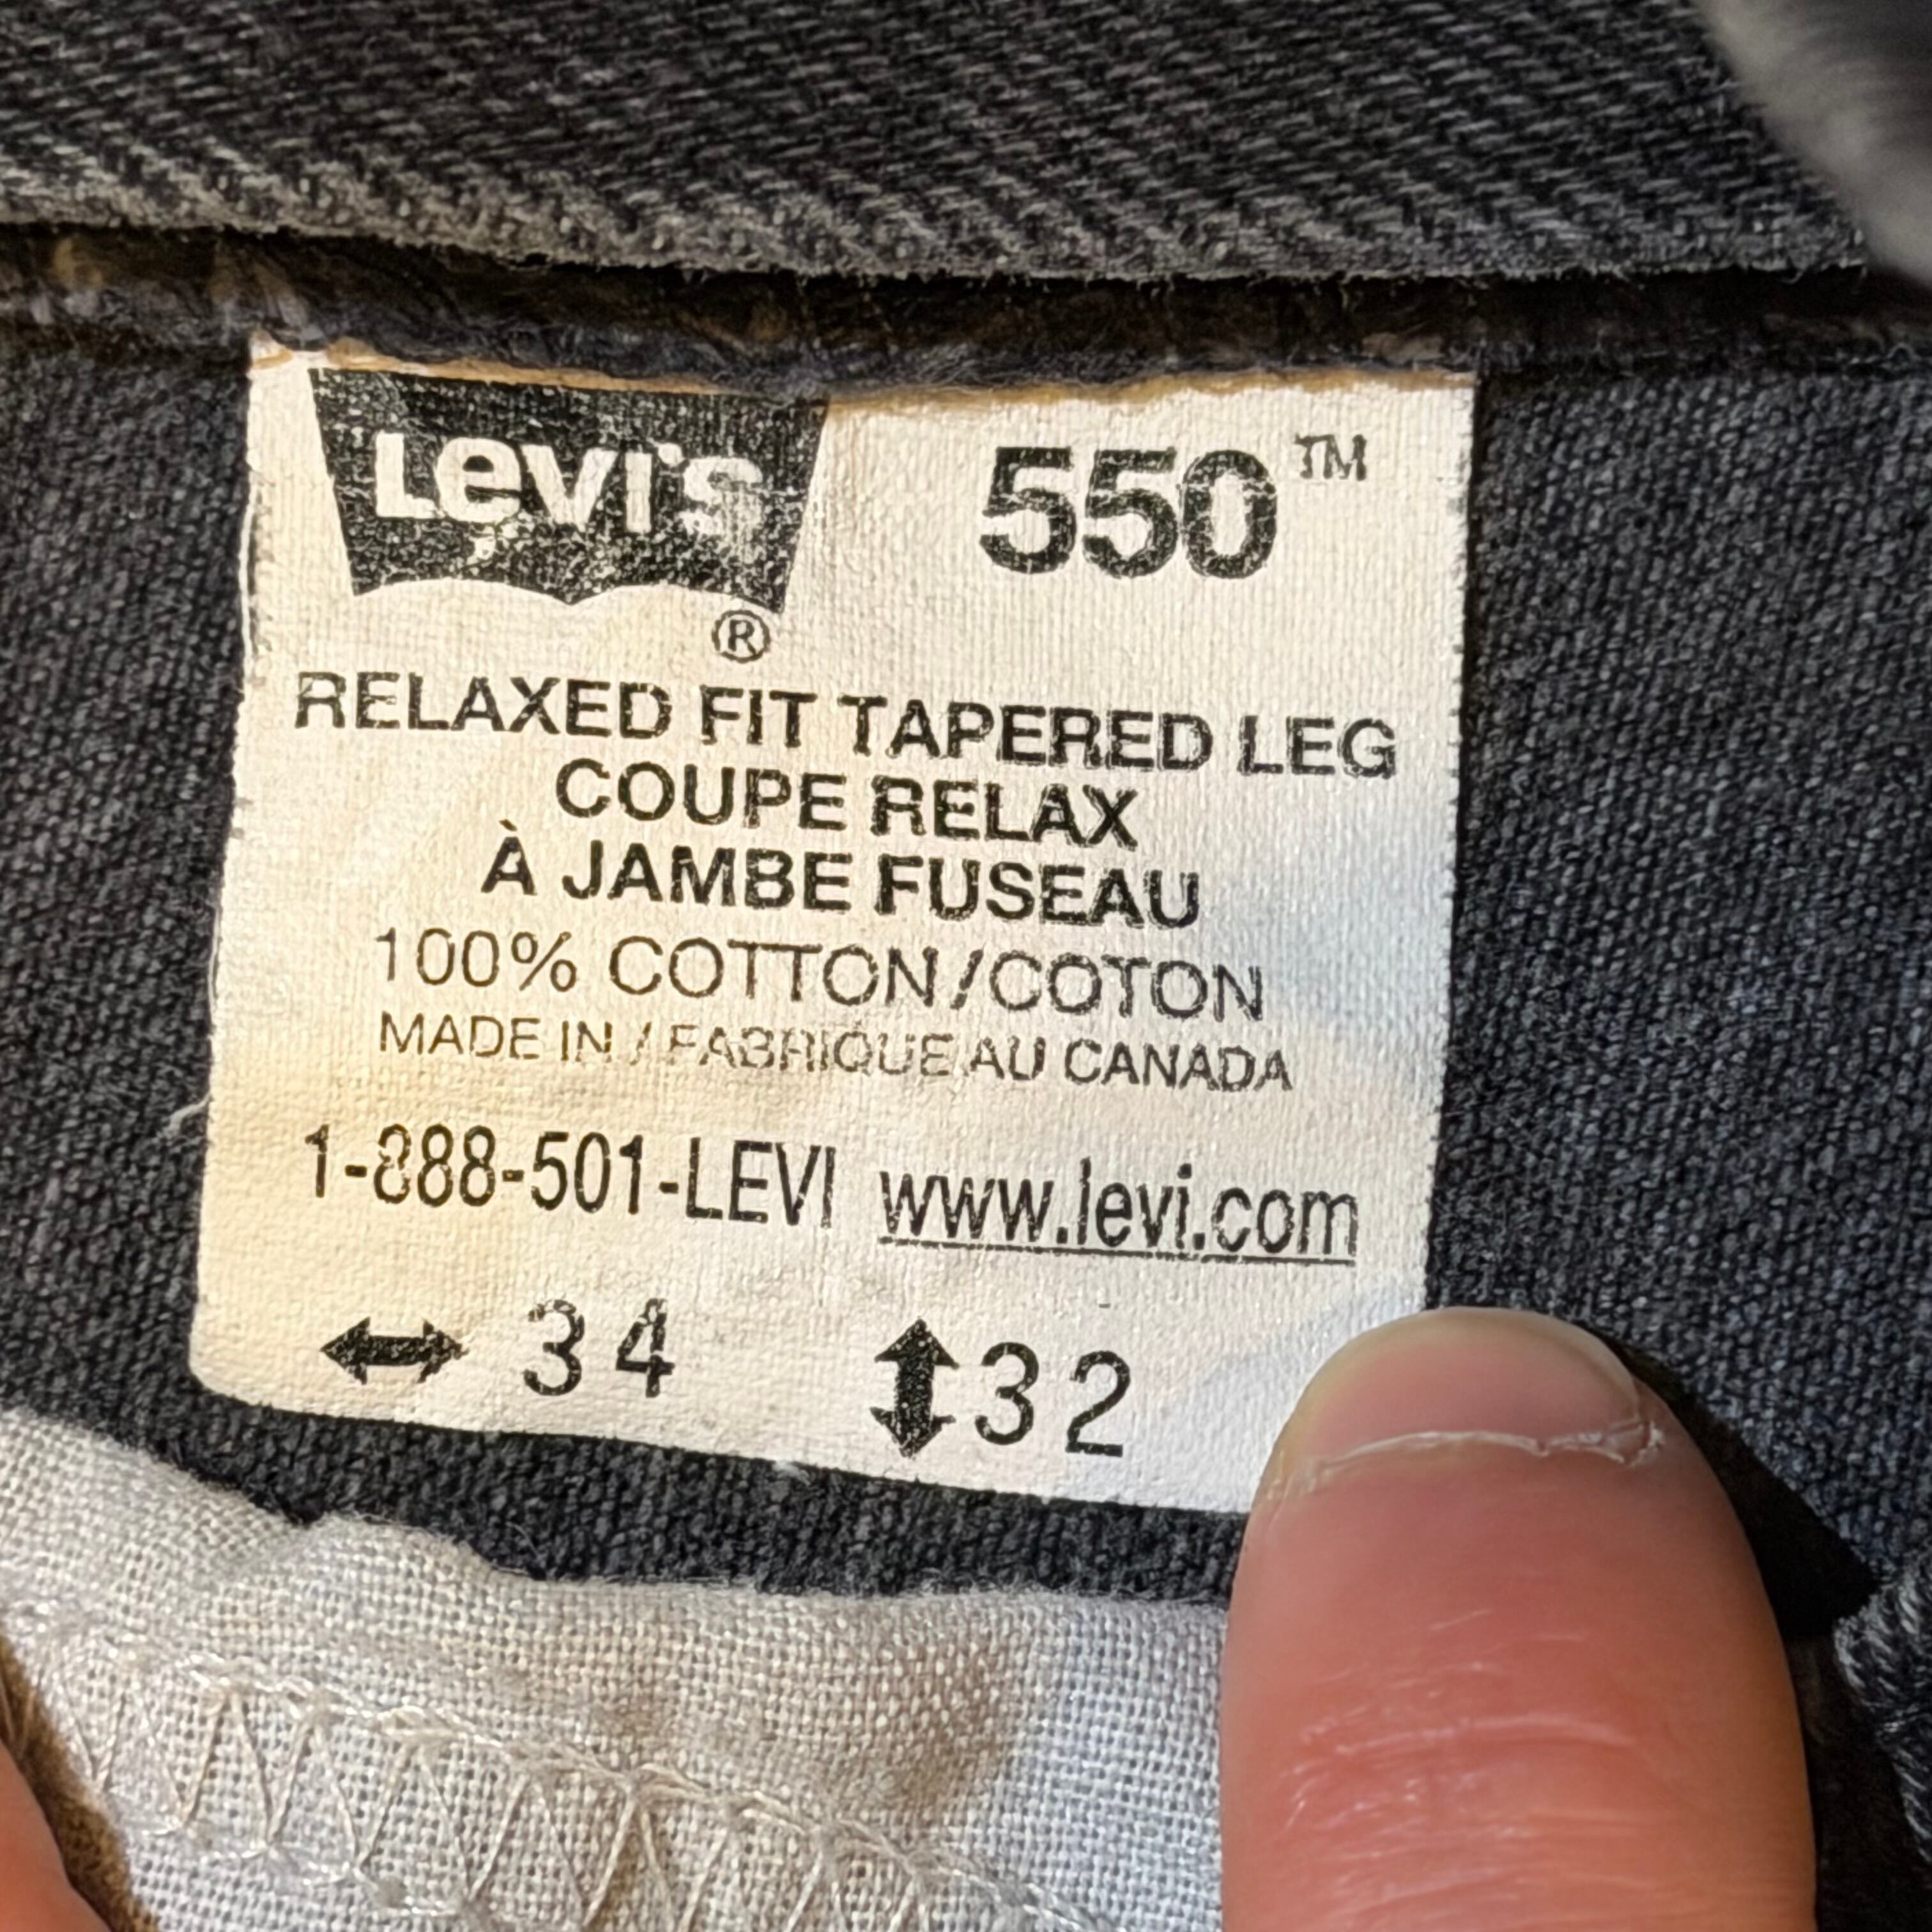 Levi's 550™
®
RELAXED FIT TAPERED LEG
COUPE RELAX
À JAMBE FUSEAU
100% COTTON/COTON
MADE IN / FABRIQUE AU CANADA
1-888-501-LEVI www.levi.com
34 32